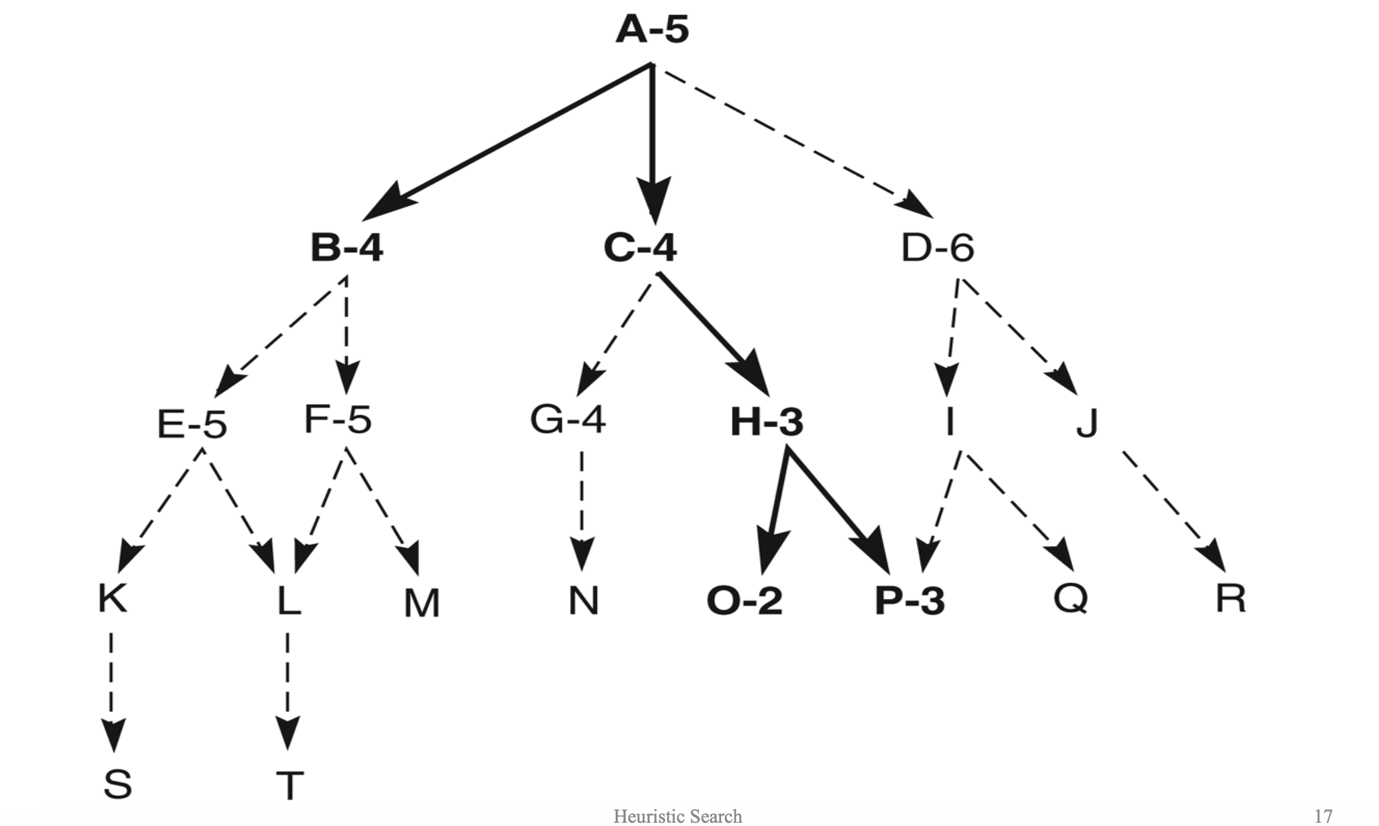 A-5
B-4 C-4 D-6
E-5 F-5 G-4 H-3 I J
K L M N O-2 P-3 Q R
S T
Heuristic Search 17